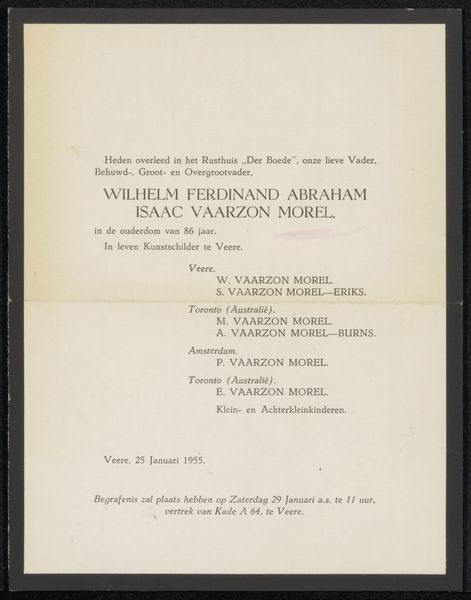 Heden overleed in het Rusthuis „Der Boede”, onze lieve Vader,
Behuwd-, Groot- en Overgrootvader,
WILHELM FERDINAND ABRAHAM
ISAAC VAARZON MOREL,
in de ouderdom van 86 jaar.
In leven Kunstschilder te Veere.
Veere.
W. VAARZON MOREL.
S. VAARZON MOREL—ERIKS.
Toronto (Australië).
M. VAARZON MOREL.
A. VAARZON MOREL—BURNS.
Amsterdam.
P. VAARZON MOREL.
Toronto (Australië).
E. VAARZON MOREL.
Klein- en Achterkleinkinderen.
Veere, 25 Januari 1955.
Begrafenis zal plaats hebben op Zaterdag 29 Januari a.s. te 11 uur,
vertrek van Kade A 64, te Veere.